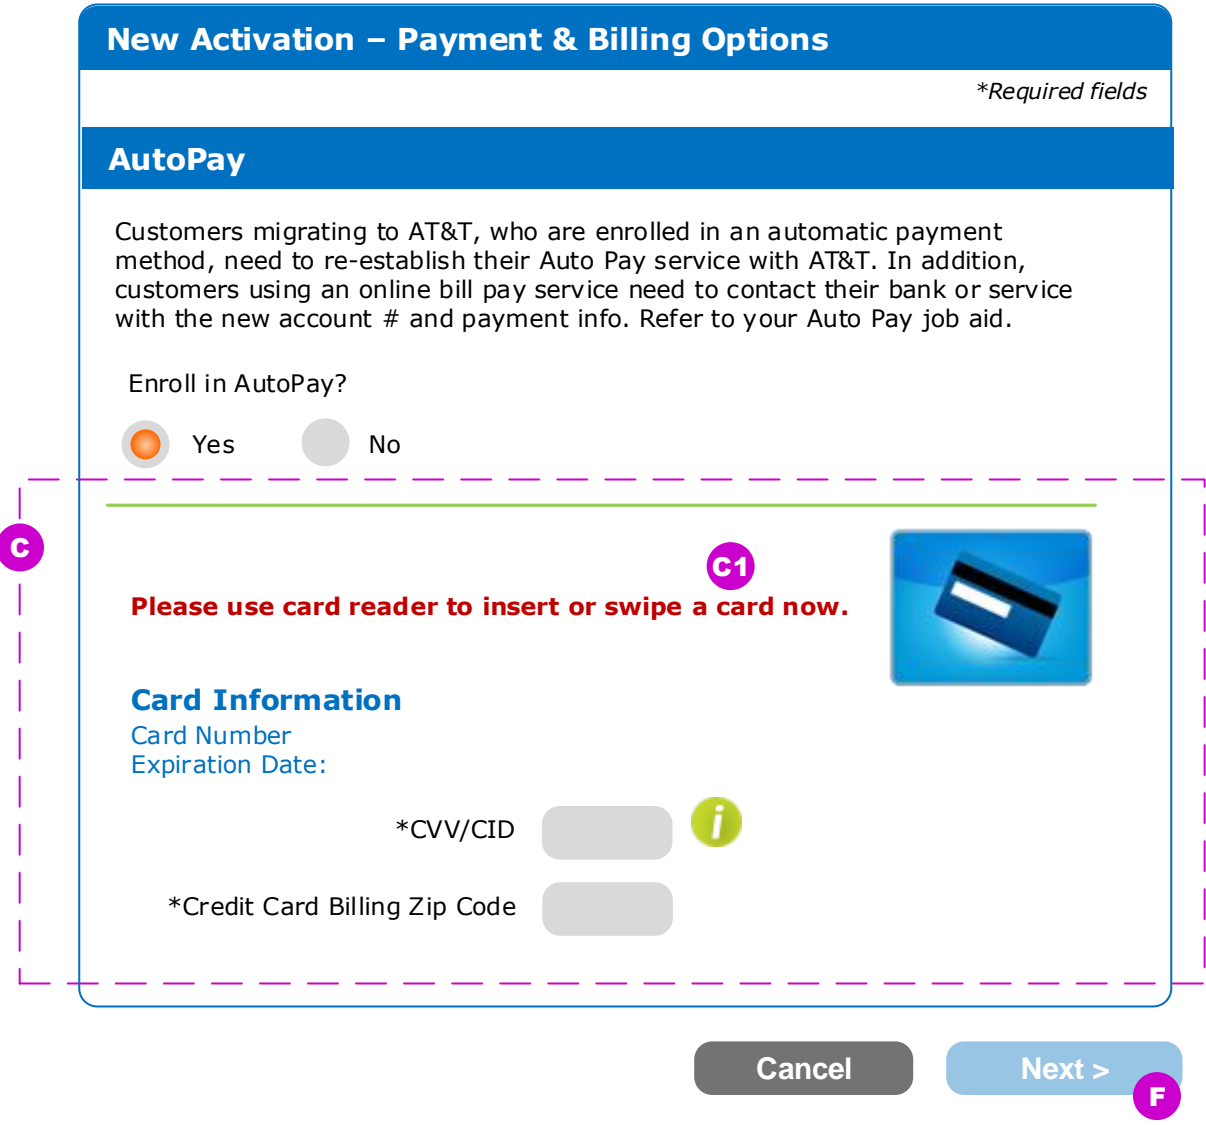 New Activation – Payment & Billing Options
*Required fields
AutoPay
Customers migrating to AT&T, who are enrolled in an automatic payment
method, need to re-establish their Auto Pay service with AT&T. In addition,
customers using an online bill pay service need to contact their bank or service
with the new account # and payment info. Refer to your Auto Pay job aid.
Enroll in AutoPay?
Yes No
C
C1
Please use card reader to insert or swipe a card now.
Card Information
Card Number
Expiration Date:
*CVV/CID
i
*Credit Card Billing Zip Code
Cancel Next >
F